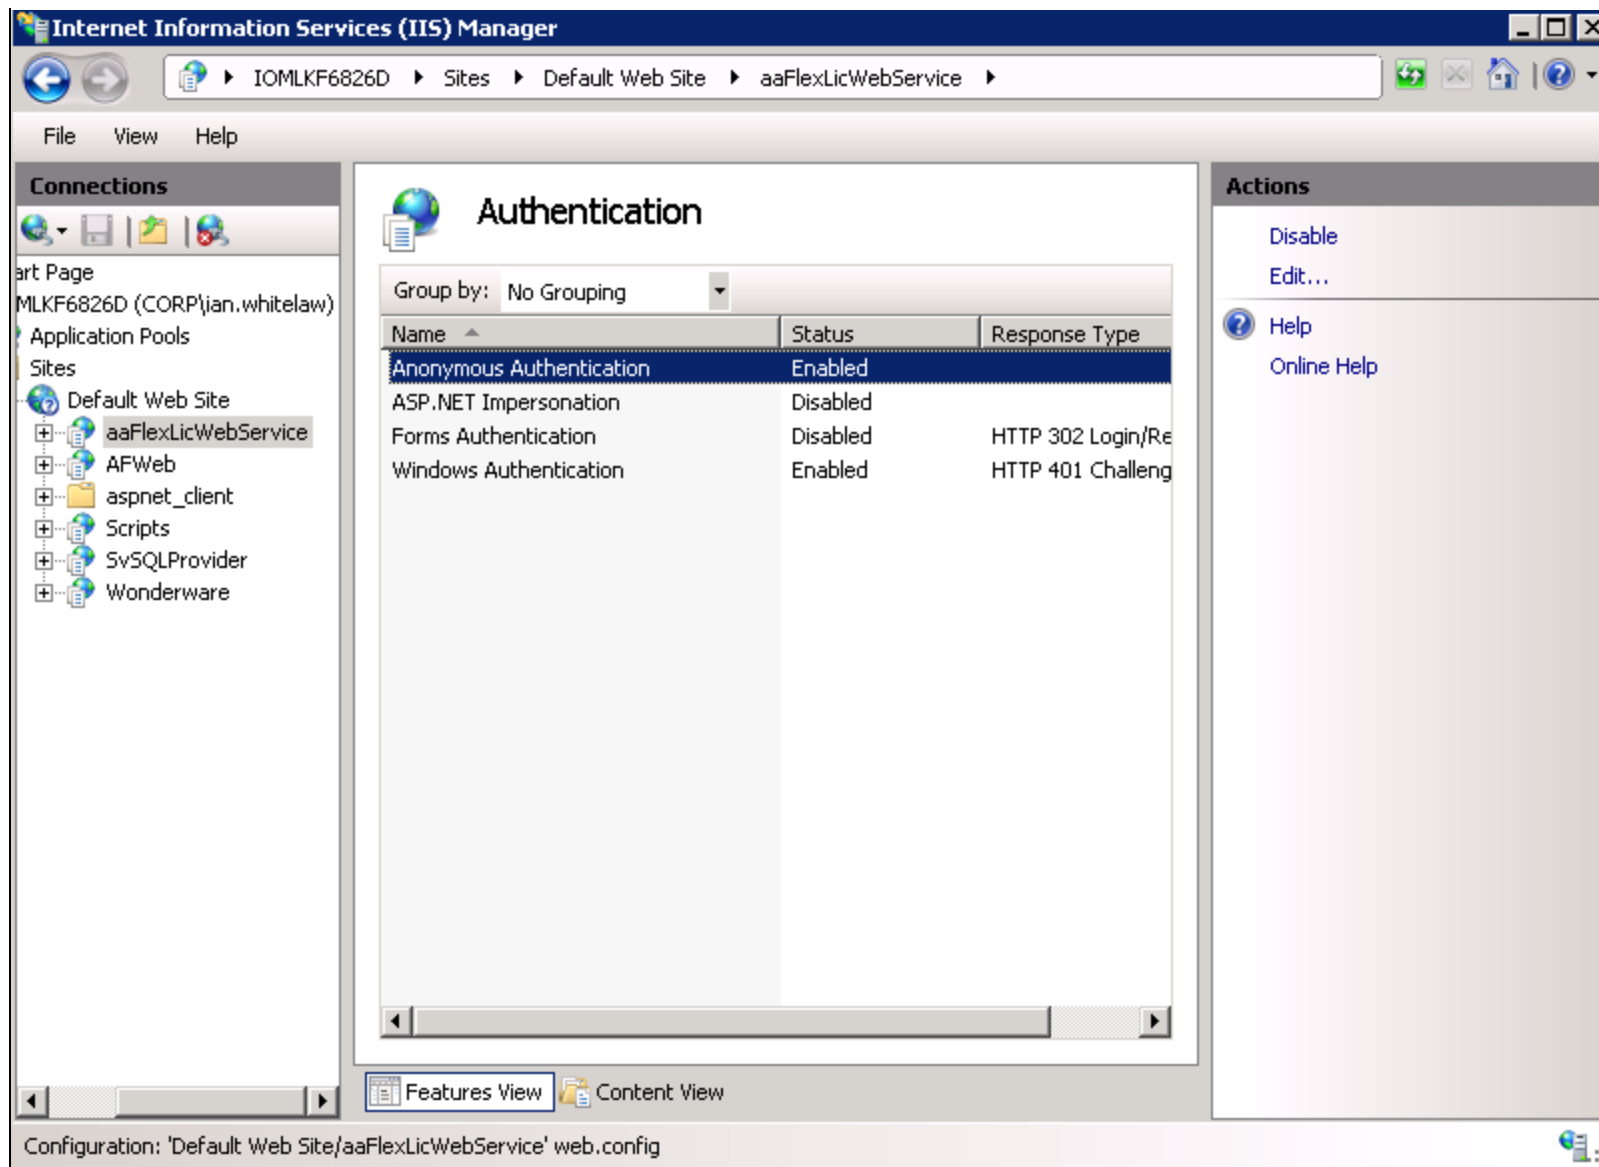 Internet Information Services (IIS) Manager
IOMLKF6826D Sites Default Web Site aaFlexLicWebService
File View Help
Connections
art Page
MLKF6826D (CORP\ian.whitelaw)
Application Pools
Sites
Default Web Site
aaFlexLicWebService
AFWeb
aspnet_client
Scripts
SvSQLProvider
Wonderware
Authentication
Group by: No Grouping
Name Status Response Type
Anonymous Authentication Enabled
ASP.NET Impersonation Disabled
Forms Authentication Disabled HTTP 302 Login/Re
Windows Authentication Enabled HTTP 401 Challeng
Features View Content View
Actions
Disable
Edit...
Help
Online Help
Configuration: 'Default Web Site/aaFlexLicWebService' web.config